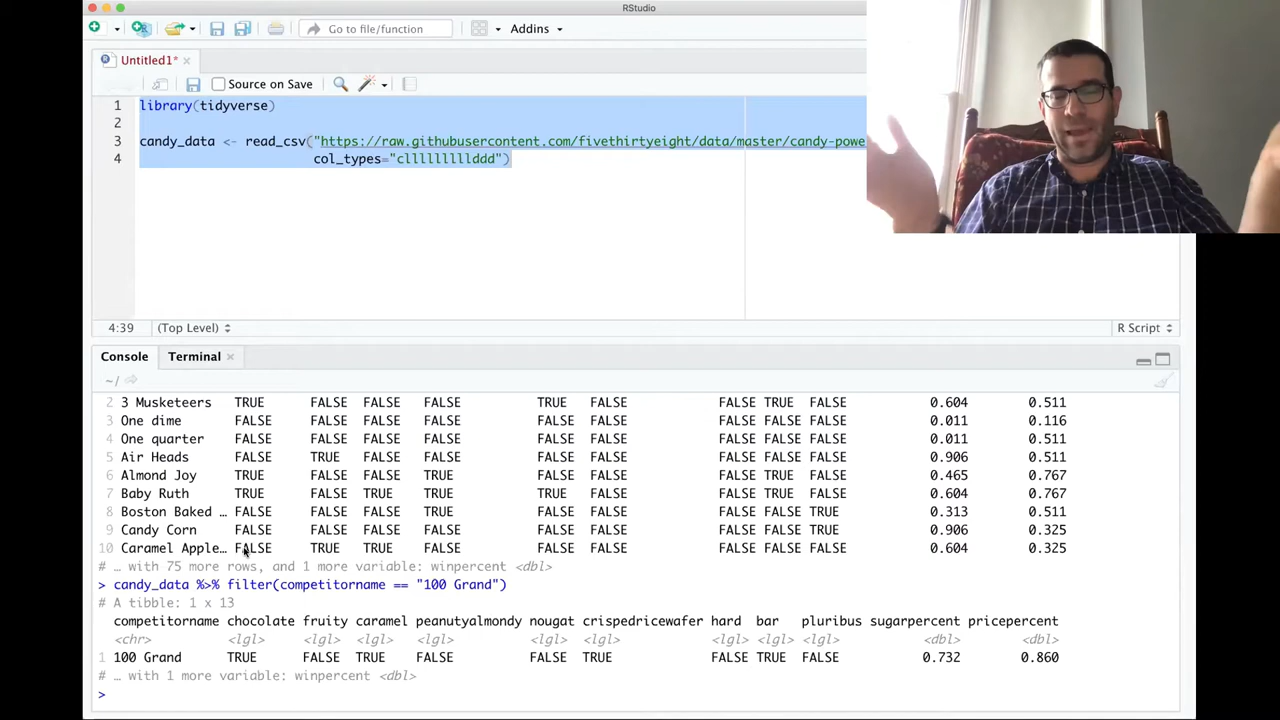 RStudio
Go to file/function
Addins
Untitled1*
Source on Save
1 library(tidyverse)
2
3 candy_data <- read_csv("https://raw.githubusercontent.com/fivethirtyeight/data/master/candy-powe
4 col_types="clllllllllddd")
4:39 (Top Level) R Script
Console Terminal
~/
2 3 Musketeers TRUE FALSE FALSE FALSE TRUE FALSE FALSE TRUE FALSE 0.604 0.511
3 One dime FALSE FALSE FALSE FALSE FALSE FALSE FALSE FALSE FALSE 0.011 0.116
4 One quarter FALSE FALSE FALSE FALSE FALSE FALSE FALSE FALSE FALSE 0.011 0.511
5 Air Heads FALSE TRUE FALSE FALSE FALSE FALSE FALSE FALSE FALSE 0.906 0.511
6 Almond Joy TRUE FALSE FALSE TRUE FALSE FALSE FALSE TRUE FALSE 0.465 0.767
7 Baby Ruth TRUE FALSE TRUE TRUE TRUE FALSE FALSE TRUE FALSE 0.604 0.767
8 Boston Baked … FALSE FALSE FALSE TRUE FALSE FALSE FALSE FALSE TRUE 0.313 0.511
9 Candy Corn FALSE FALSE FALSE FALSE FALSE FALSE FALSE FALSE TRUE 0.906 0.325
10 Caramel Apple… FALSE TRUE TRUE FALSE FALSE FALSE FALSE FALSE FALSE 0.604 0.325
# … with 75 more rows, and 1 more variable: winpercent <dbl>
> candy_data %>% filter(competitorname == "100 Grand")
# A tibble: 1 x 13
competitorname chocolate fruity caramel peanutyalmondy nougat crispedricewafer hard bar pluribus sugarpercent pricepercent
<chr> <lgl> <lgl> <lgl> <lgl> <lgl> <lgl> <lgl> <lgl> <lgl> <dbl> <dbl>
1 100 Grand TRUE FALSE TRUE FALSE FALSE TRUE FALSE TRUE FALSE 0.732 0.860
# … with 1 more variable: winpercent <dbl>
>